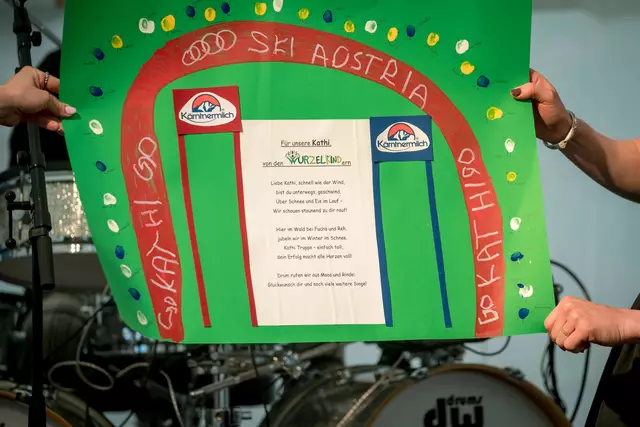 SKI AUSTRIA
GO KATHI GO
GO KATHI GO
Kärntnermilch
Kärntnermilch
Für unsere Kathi,
von den WURZELKINDern
Liebe Kathi, schnell wie der Wind,
bist du unterwegs, geschwind.
Über Schnee und Eis im Lauf –
Wir schauen staunend zu dir rauf!
Hier im Wald bei Fuchs und Reh,
jubeln wir im Winter im Schnee,
Kathi Truppe – einfach toll,
dein Erfolg macht alle Herzen voll!
Drum rufen wir aus Moos und Rinde:
Glückwunsch dir und noch viele weitere Siege!
drums
dw